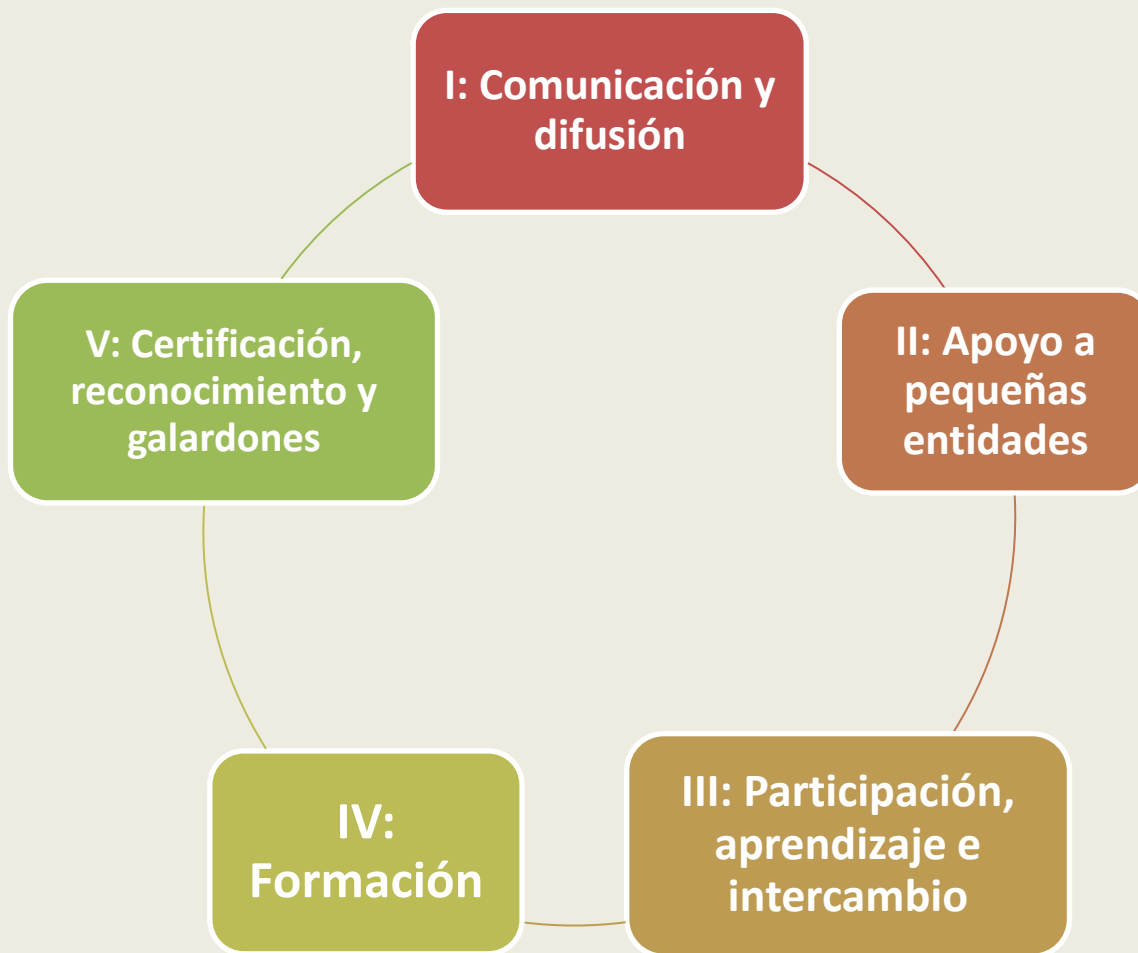 I: Comunicación y
difusión
II: Apoyo a
pequeñas
entidades
III: Participación,
aprendizaje e
intercambio
IV:
Formación
V: Certificación,
reconocimiento y
galardones